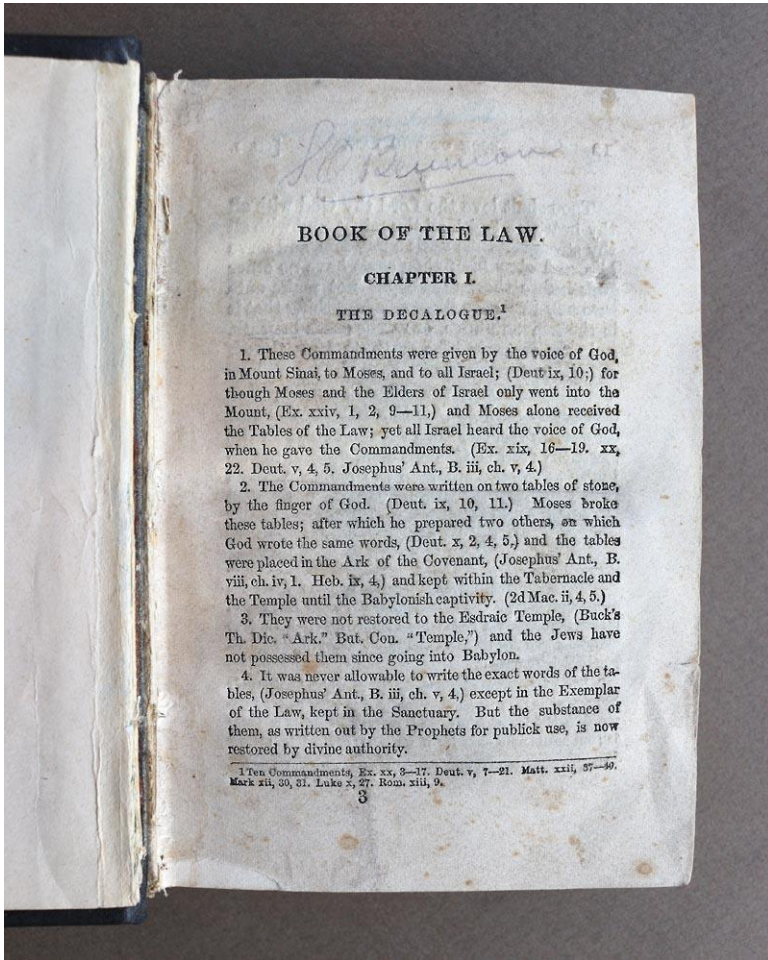 BOOK OF THE LAW.
CHAPTER I.
THE DECALOGUE.¹
1. These Commandments were given by the voice of God,
in Mount Sinai, to Moses, and to all Israel; (Deut ix, 10;) for
though Moses and the Elders of Israel only went into the
Mount, (Ex. xxiv, 1, 2, 9—11,) and Moses alone received
the Tables of the Law; yet all Israel heard the voice of God,
when he gave the Commandments. (Ex. xix, 16—19. xx,
22. Deut. v, 4, 5. Josephus' Ant., B. iii, ch. v, 4.)
2. The Commandments were written on two tables of stone,
by the finger of God. (Deut. ix, 10, 11.) Moses broke
these tables; after which he prepared two others, on which
God wrote the same words, (Deut. x, 2, 4, 5,) and the tables
were placed in the Ark of the Covenant, (Josephus' Ant., B.
viii, ch. iv, 1. Heb. ix, 4,) and kept within the Tabernacle and
the Temple until the Babylonish captivity. (2d Mac. ii, 4, 5.)
3. They were not restored to the Esdraic Temple, (Buck's
Th. Dic. "Ark." But. Con. "Temple,") and the Jews have
not possessed them since going into Babylon.
4. It was never allowable to write the exact words of the ta-
bles, (Josephus' Ant., B. iii, ch. v, 4,) except in the Exemplar
of the Law, kept in the Sanctuary. But the substance of
them, as written out by the Prophets for publick use, is now
restored by divine authority.
1 Ten Commandments, Ex. xx, 3—17. Deut. v, 7—21. Matt. xxii, 37—40.
Mark xii, 30, 31. Luke x, 27. Rom. xiii, 9.
3